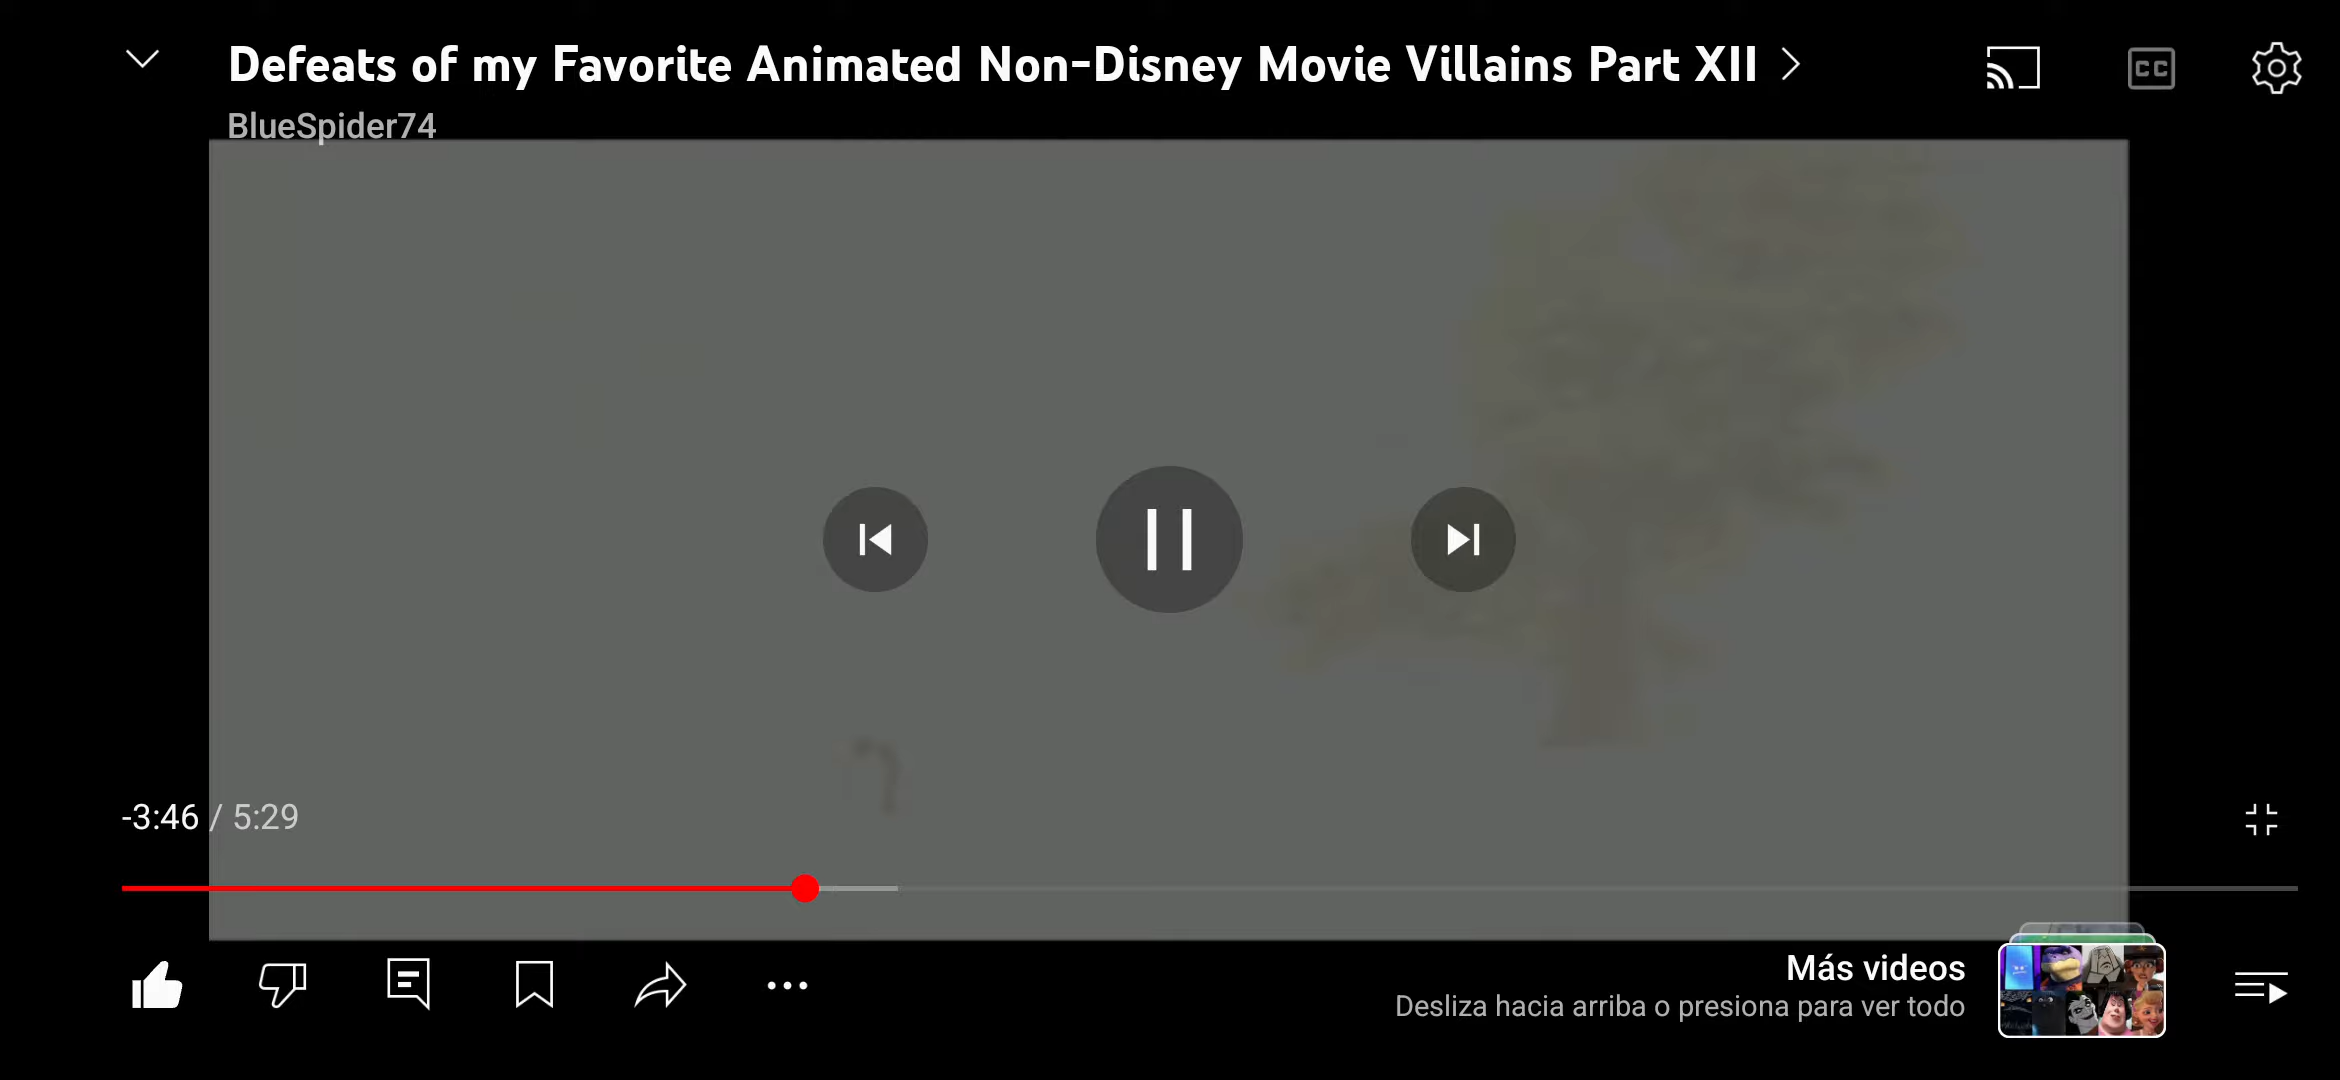 Defeats of my Favorite Animated Non-Disney Movie Villains Part XII
BlueSpider74
CC
-3:46 / 5:29
Más videos
Desliza hacia arriba o presiona para ver todo